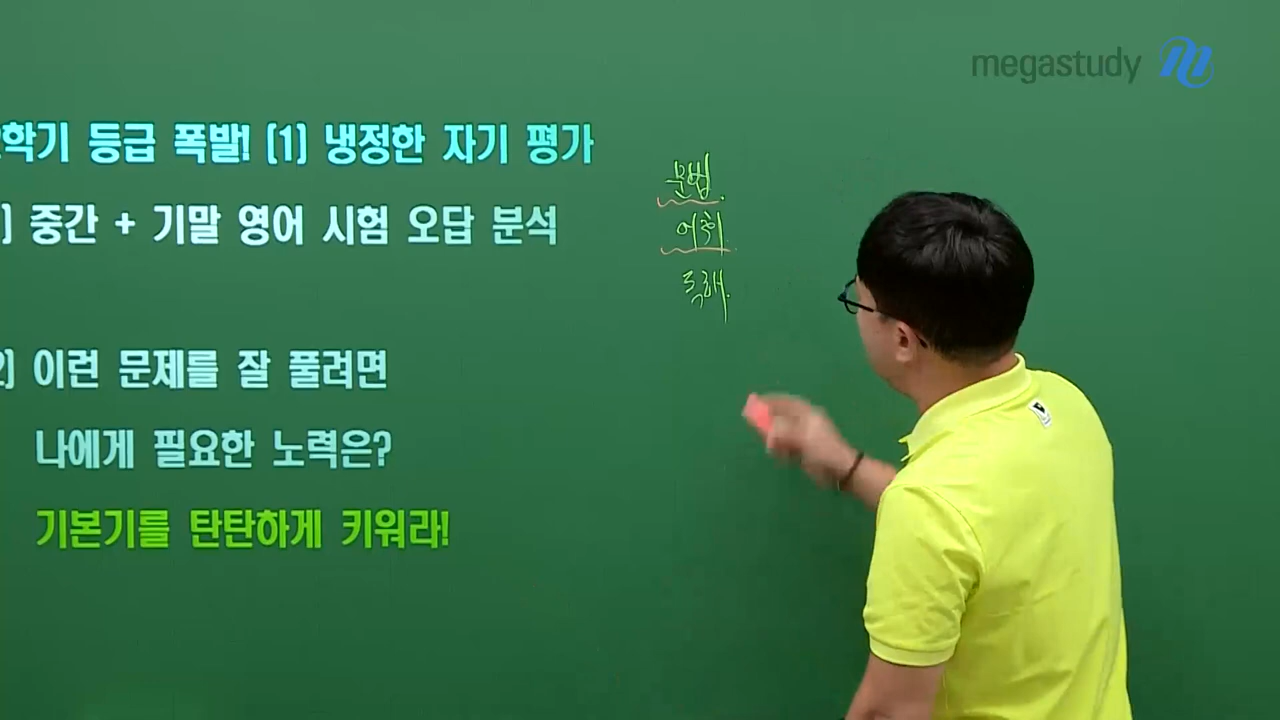 megastudy
학기 등급 폭발! (1) 냉정한 자기 평가
) 중간 + 기말 영어 시험 오답 분석
2) 이런 문제를 잘 풀려면
나에게 필요한 노력은?
기본기를 탄탄하게 키워라!
문법.
어휘
독해.